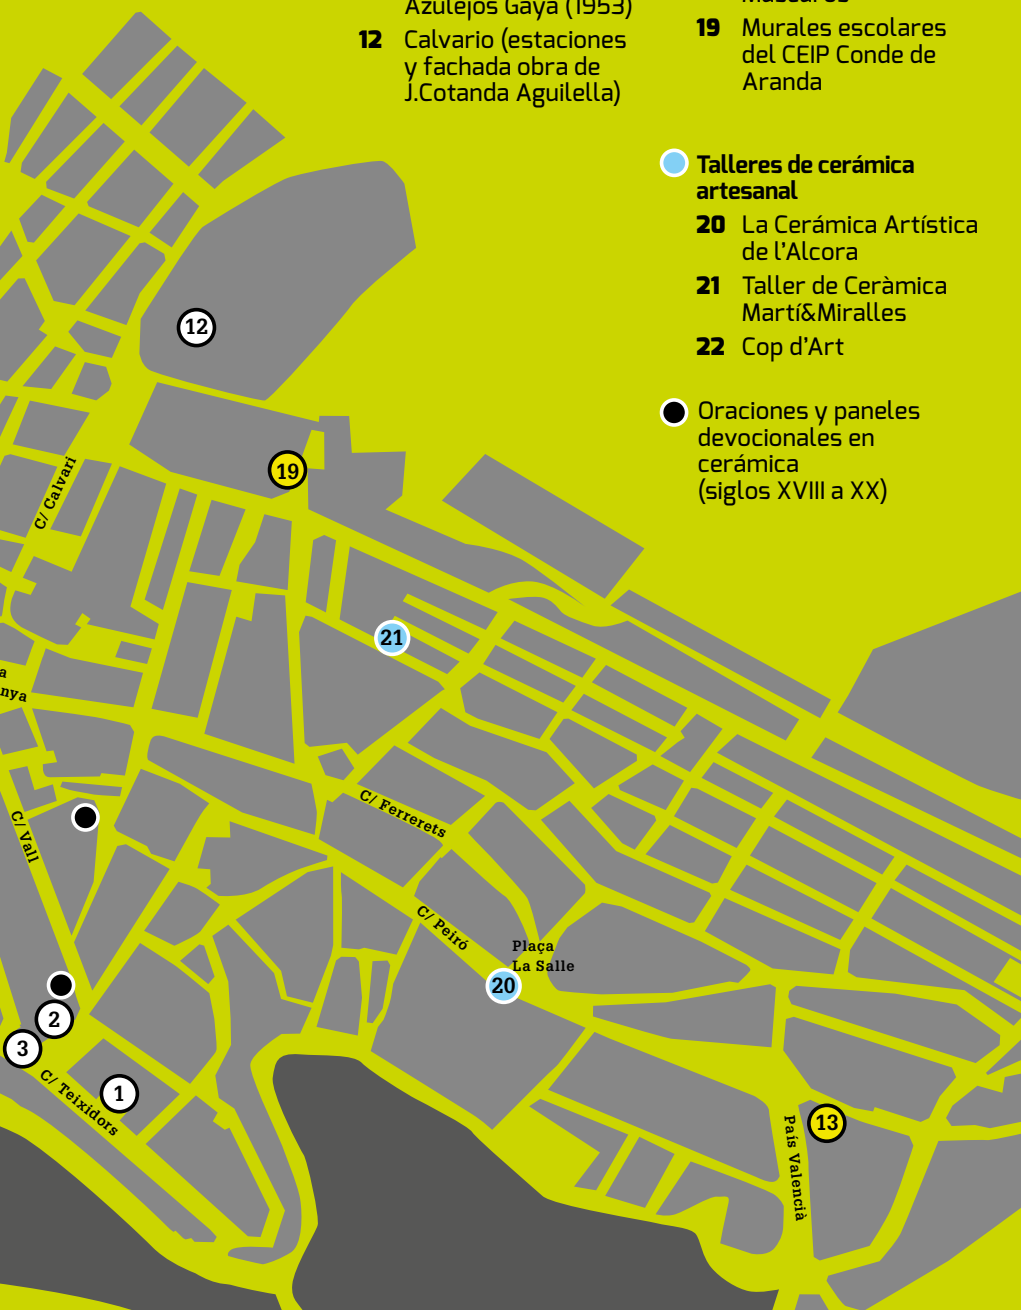 Azulejos Gaya (1953)
12 Calvario (estaciones
y fachada obra de
J.Cotanda Aguilella)
19 Murales escolares
del CEIP Conde de
Aranda
Talleres de cerámica
artesanal
20 La Cerámica Artística
de l'Alcora
21 Taller de Ceràmica
Martí&Miralles
22 Cop d'Art
Oraciones y paneles
devocionales en
cerámica
(siglos XVIII a XX)
12
19
C/ Calvari
21
a
nya
C/ Ferrerets
C/ Vall
C/ Peiró
Plaça
La Salle
20
2
3
1
C/ Teixidors
13
País Valencià